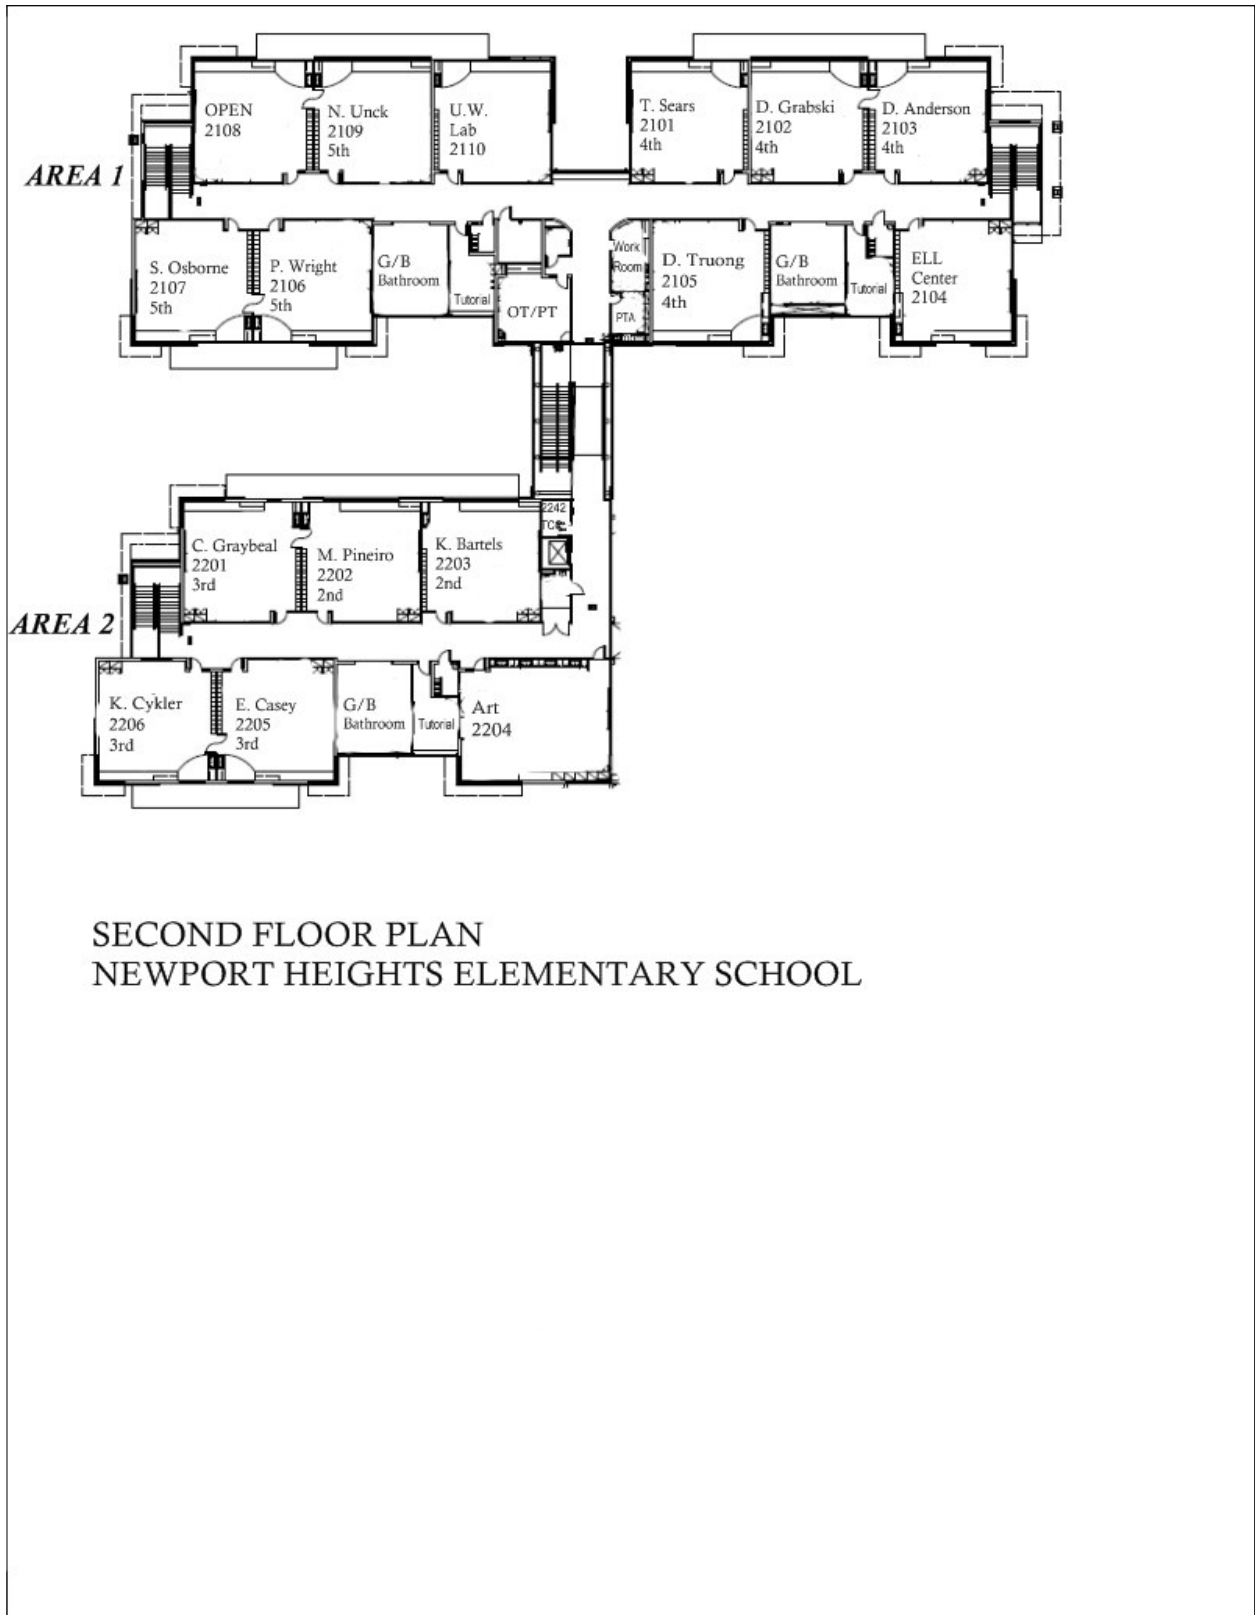 OPEN
2108
N. Unck
2109
5th
U.W.
Lab
2110
T. Sears
2101
4th
D. Grabski
2102
4th
D. Anderson
2103
4th
AREA 1
S. Osborne
2107
5th
P. Wright
2106
5th
G/B
Bathroom
Tutorial
OT/PT
Work
Room
PTA
D. Truong
2105
4th
G/B
Bathroom
Tutorial
ELL
Center
2104
2242
C. Graybeal
2201
3rd
M. Pineiro
2202
2nd
K. Bartels
2203
2nd
AREA 2
K. Cykler
2206
3rd
E. Casey
2205
3rd
G/B
Bathroom
Tutorial
Art
2204
SECOND FLOOR PLAN
NEWPORT HEIGHTS ELEMENTARY SCHOOL